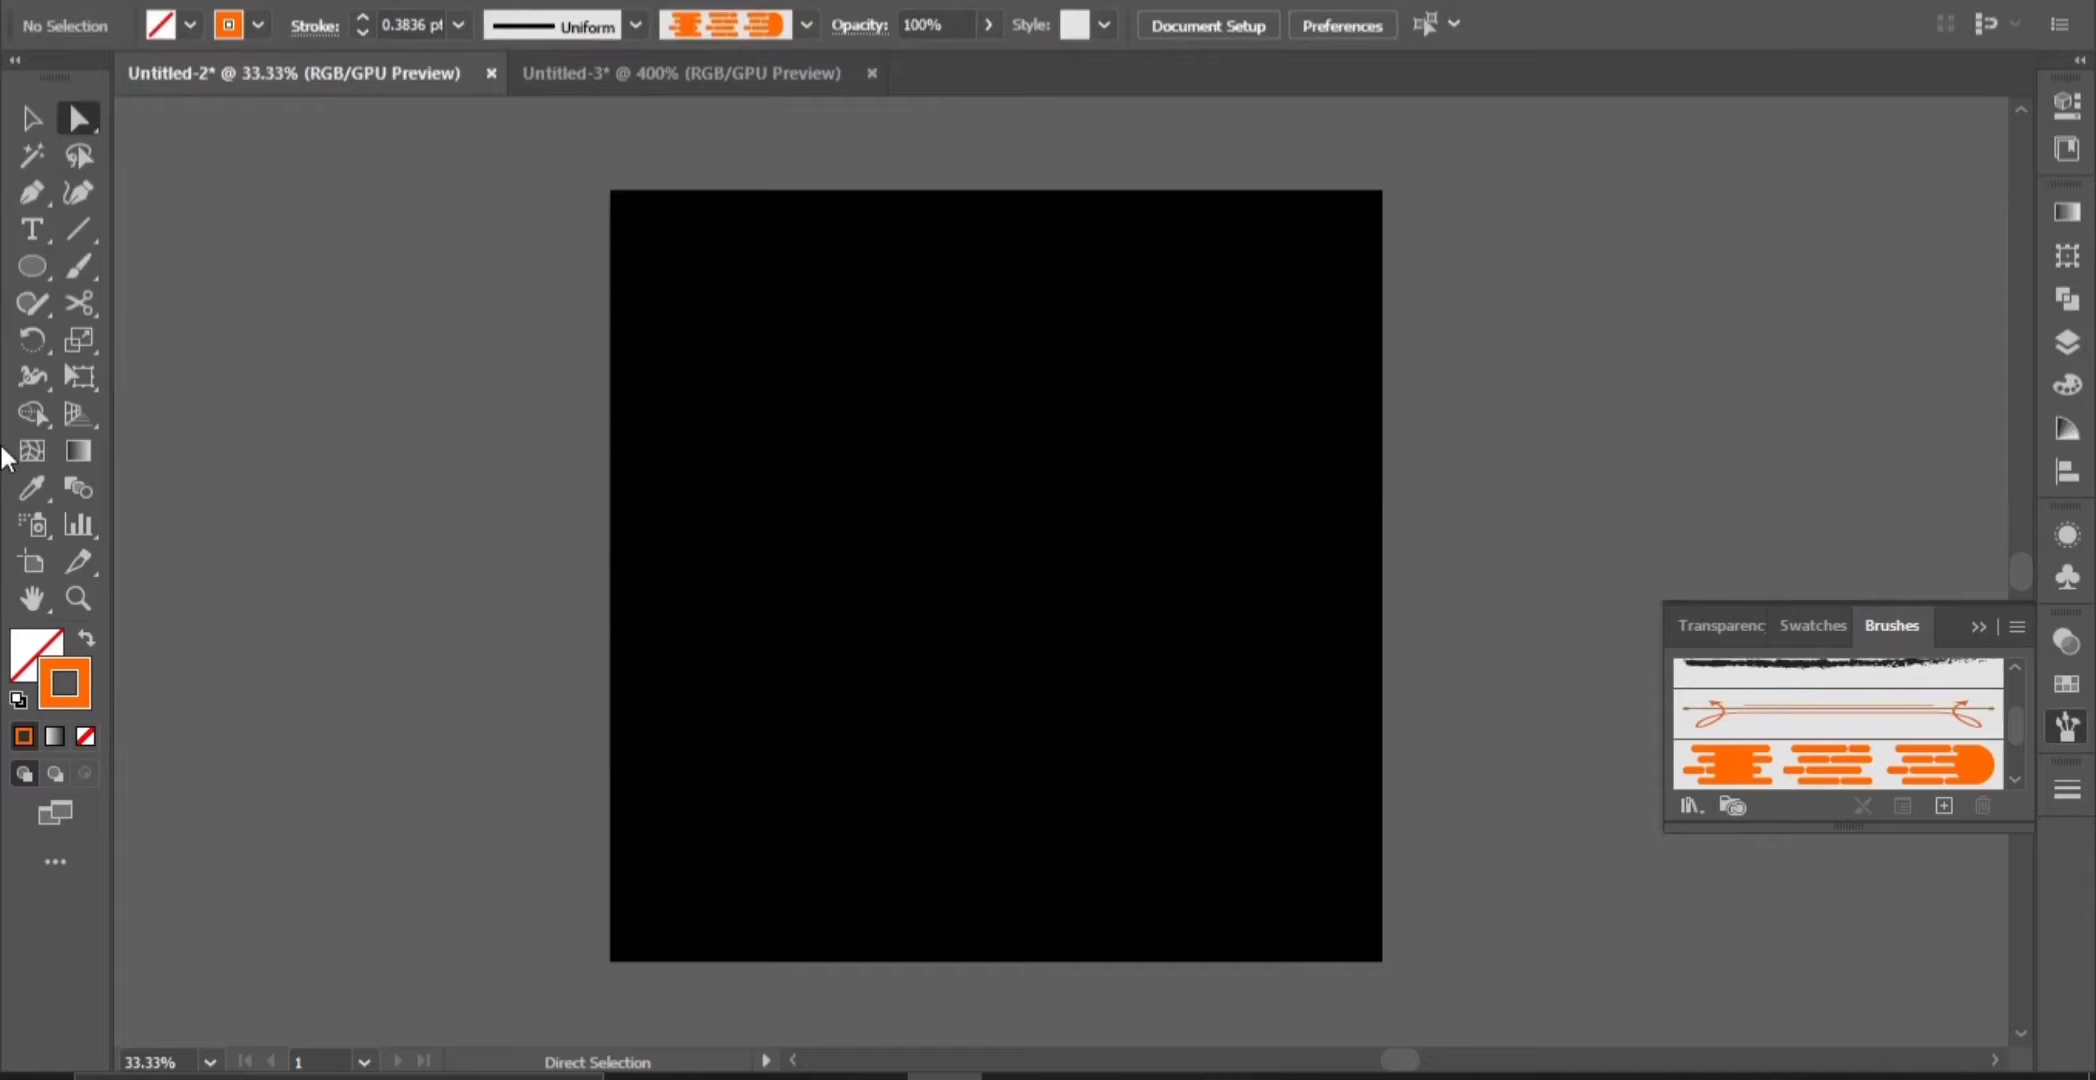 No Selection
Stroke:
0.3836 pt
Uniform
Opacity:
100%
Style:
Document Setup
Preferences
Untitled-2* @ 33.33% (RGB/GPU Preview)
Untitled-3* @ 400% (RGB/GPU Preview)
Transparenc
Swatches
Brushes
33.33%
1
Direct Selection